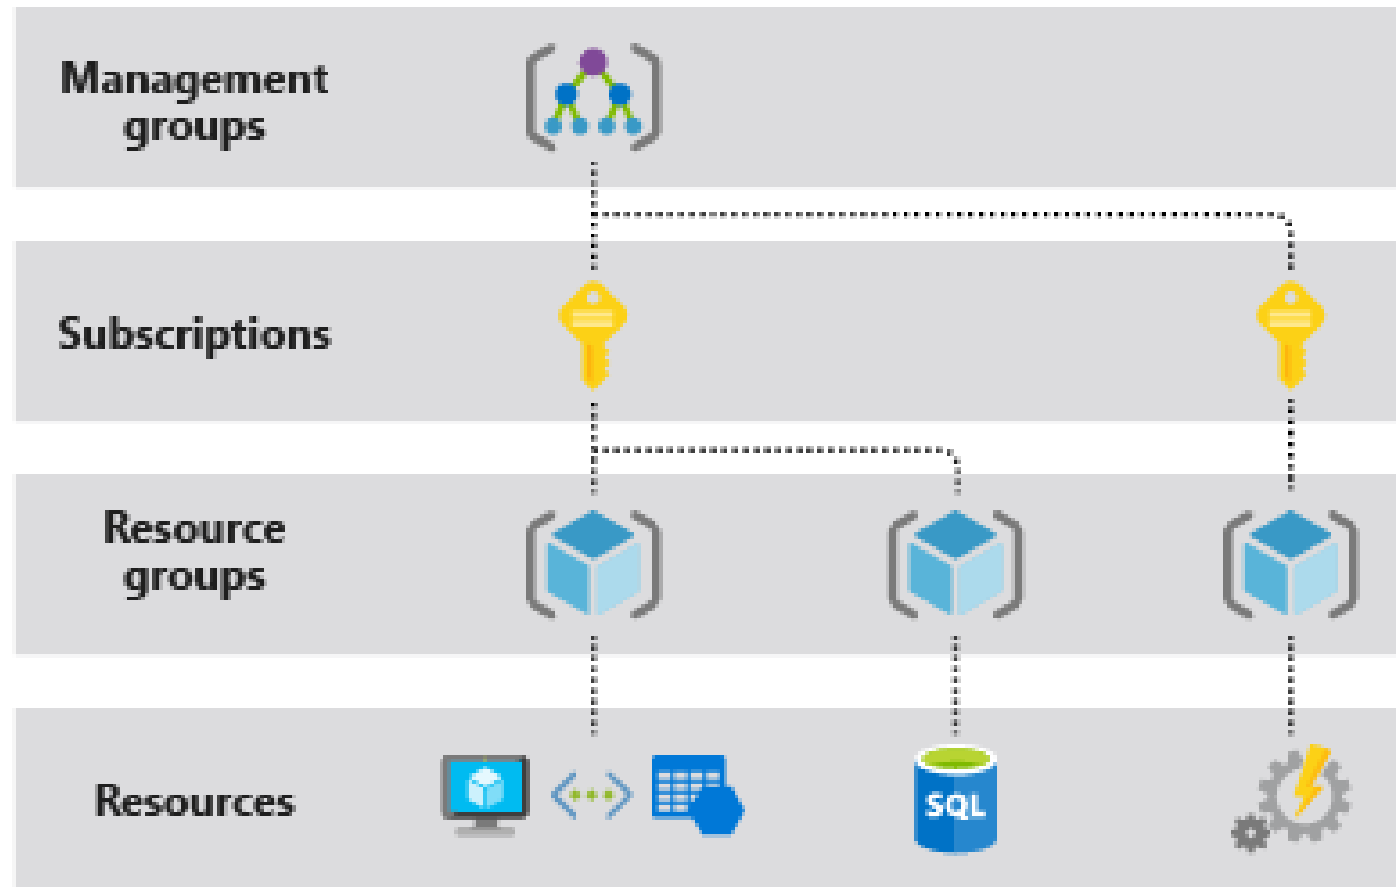 Management
groups
Subscriptions
Resource
groups
Resources
SQL